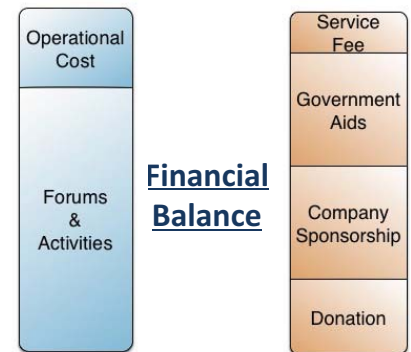 Operational
Cost
Forums
&
Activities
Financial
Balance
Service
Fee
Government
Aids
Company
Sponsorship
Donation